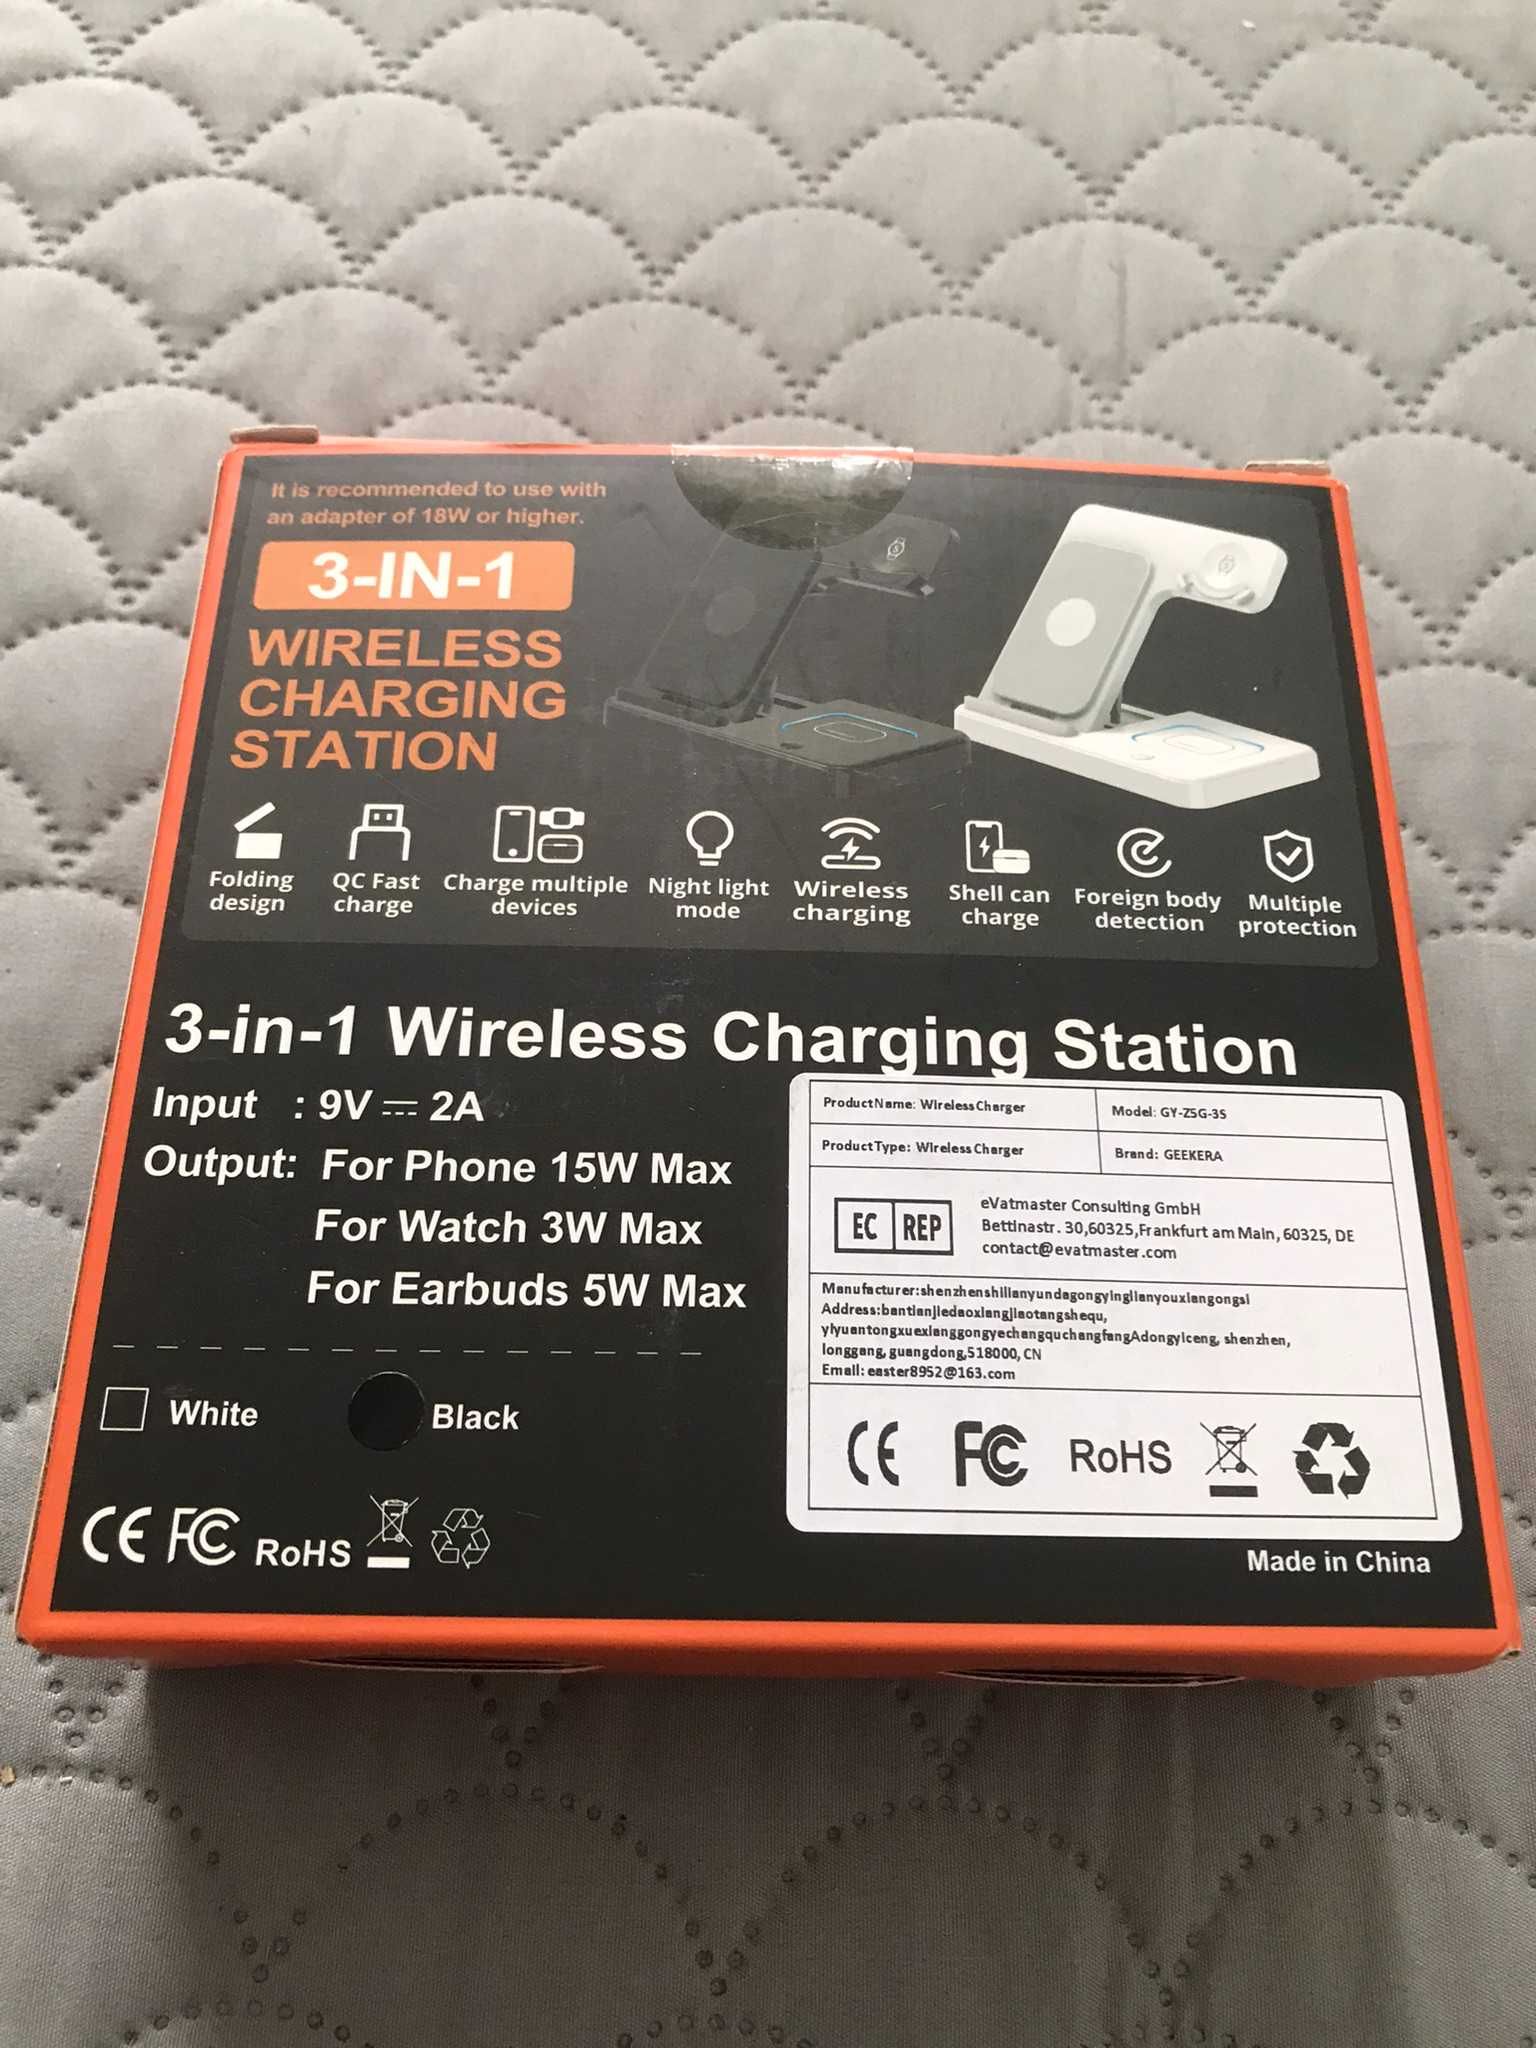 It is recommended to use with
an adapter of 18W or higher.
3-IN-1
WIRELESS
CHARGING
STATION
Folding
design
QC Fast
charge
Charge multiple
devices
Night light
mode
Wireless
charging
Shell can
charge
Foreign body
detection
Multiple
protection
3-in-1 Wireless Charging Station
Input : 9V ⎓ 2A
Output: For Phone 15W Max
For Watch 3W Max
For Earbuds 5W Max
White
Black
CE FC RoHS
Product Name: Wireless Charger
Model: GY-Z5G-3S
Product Type: Wireless Charger
Brand: GEEKERA
EC REP
eVatmaster Consulting GmbH
Bettinastr. 30,60325,Frankfurt am Main, 60325, DE
contact@evatmaster.com
Manufacturer:shenzhenshilianyundagongyinglianyouxiangongsi
Address:bantianjiedaoxiangjiaotangshequ,
yiyuantongxuexianggongyechangquchangfangAdongyiceng, shenzhen,
longgang, guangdong,518000, CN
Email: easter8952@163.com
CE FC RoHS
Made in China